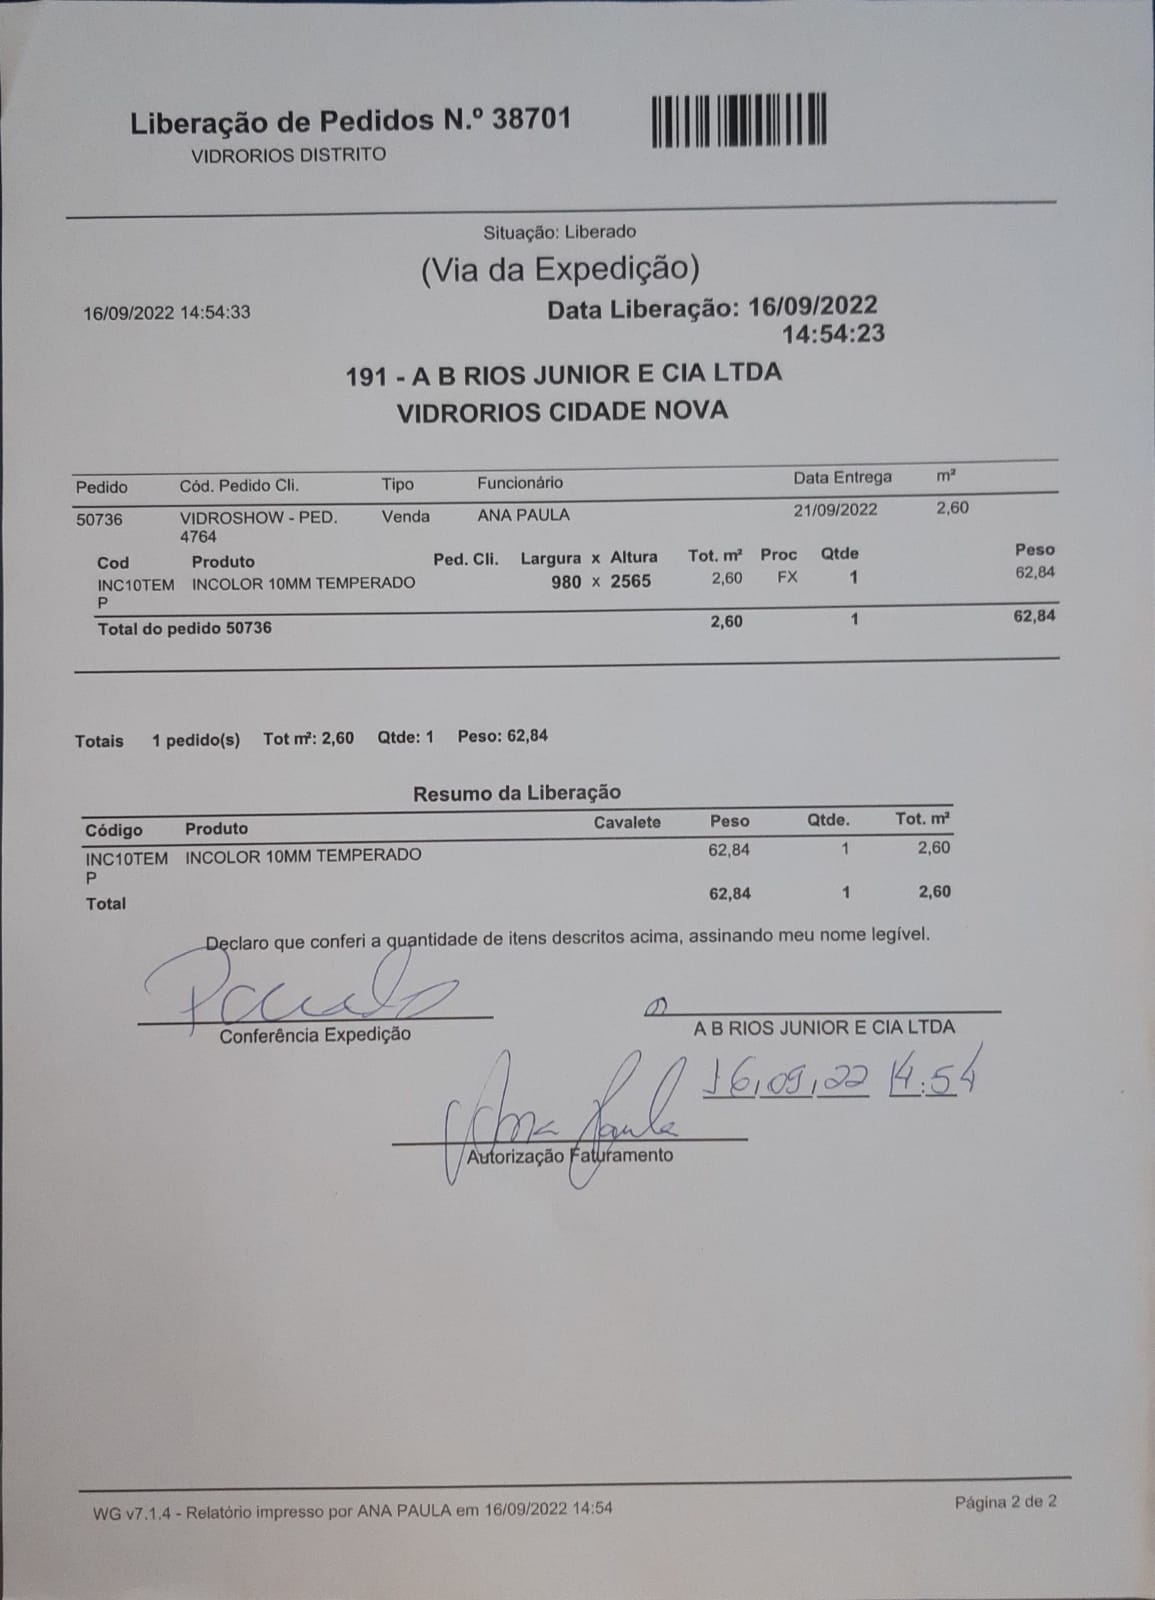 Liberação de Pedidos N.º 38701
VIDRORIOS DISTRITO
Situação: Liberado
(Via da Expedição)
16/09/2022 14:54:33 Data Liberação: 16/09/2022
14:54:23
191 - A B RIOS JUNIOR E CIA LTDA
VIDRORIOS CIDADE NOVA
Pedido Cód. Pedido Cli. Tipo Funcionário Data Entrega m²
50736 VIDROSHOW - PED. Venda ANA PAULA 21/09/2022 2,60
4764
Cod Produto Ped. Cli. Largura x Altura Tot. m² Proc Qtde Peso
INC10TEM INCOLOR 10MM TEMPERADO 980 x 2565 2,60 FX 1 62,84
P
Total do pedido 50736 2,60 1 62,84
Totais 1 pedido(s) Tot m²: 2,60 Qtde: 1 Peso: 62,84
Resumo da Liberação
Código Produto Cavalete Peso Qtde. Tot. m²
INC10TEM INCOLOR 10MM TEMPERADO 62,84 1 2,60
P
Total 62,84 1 2,60
Declaro que conferi a quantidade de itens descritos acima, assinando meu nome legível.
Conferência Expedição
A B RIOS JUNIOR E CIA LTDA
16,09,22 14:54
Ana Paula
Autorização Faturamento
WG v7.1.4 - Relatório impresso por ANA PAULA em 16/09/2022 14:54 Página 2 de 2